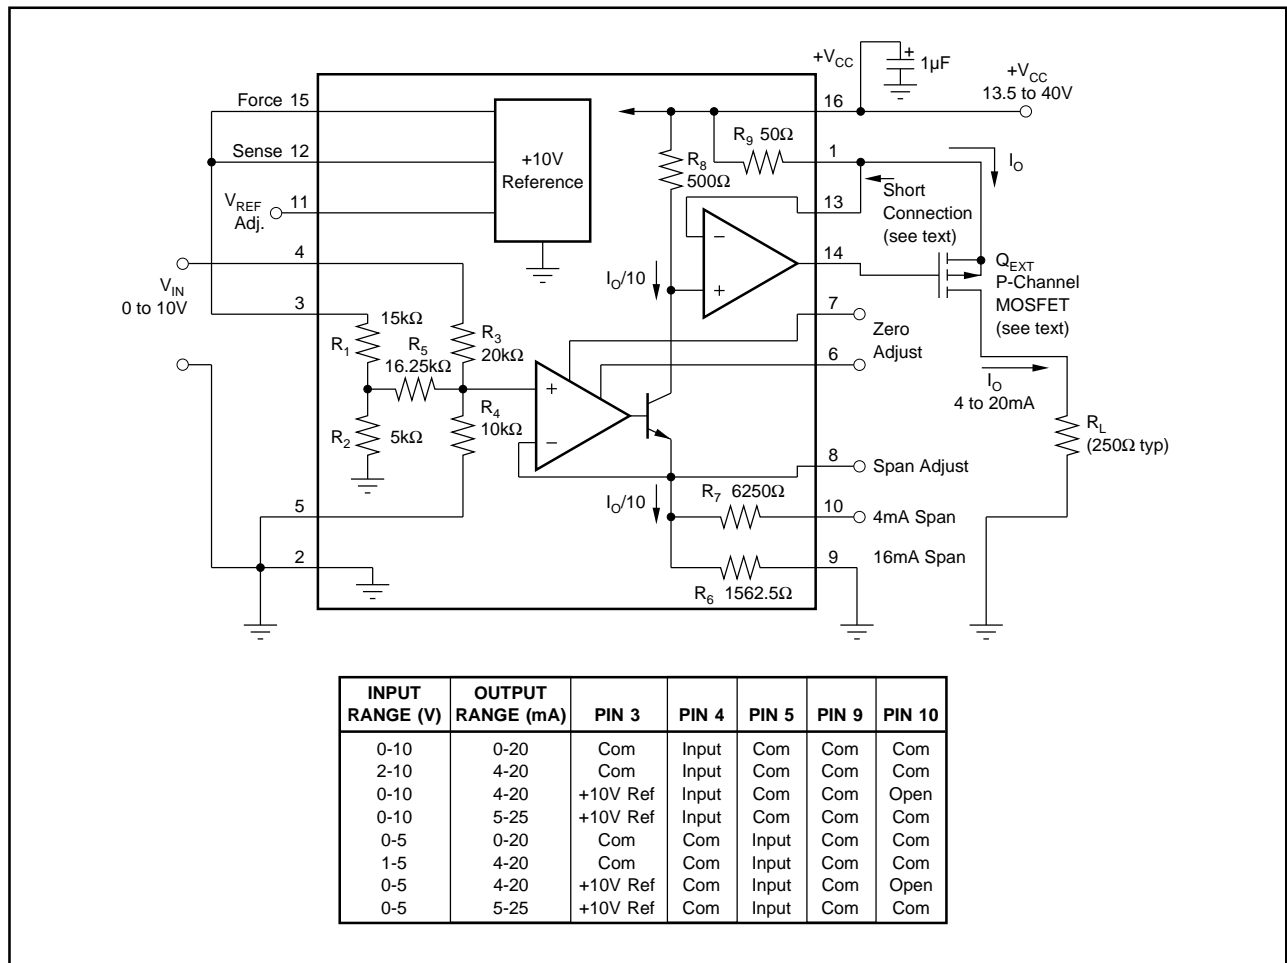 +V_CC
+
1µF
+V_CC
13.5 to 40V
Force 15
16
R_9 50Ω
1
I_O
Sense 12
+10V
Reference
R_8
500Ω
Short
Connection
(see text)
13
V_REF
Adj.
11
−
14
Q_EXT
P-Channel
MOSFET
(see text)
4
I_O/10
+
V_IN
0 to 10V
3
7
Zero
Adjust
15kΩ
R_1
R_5
16.25kΩ
R_3
20kΩ
6
I_O
4 to 20mA
+
R_4
10kΩ
R_2
5kΩ
−
R_L
(250Ω typ)
8
Span Adjust
R_7 6250Ω
I_O/10
5
10
4mA Span
2
9
16mA Span
R_6 1562.5Ω
INPUT RANGE (V) OUTPUT RANGE (mA) PIN 3 PIN 4 PIN 5 PIN 9 PIN 10
0-10 0-20 Com Input Com Com Com
2-10 4-20 Com Input Com Com Com
0-10 4-20 +10V Ref Input Com Com Open
0-10 5-25 +10V Ref Input Com Com Com
0-5 0-20 Com Com Input Com Com
1-5 4-20 Com Com Input Com Com
0-5 4-20 +10V Ref Com Input Com Open
0-5 5-25 +10V Ref Com Input Com Com